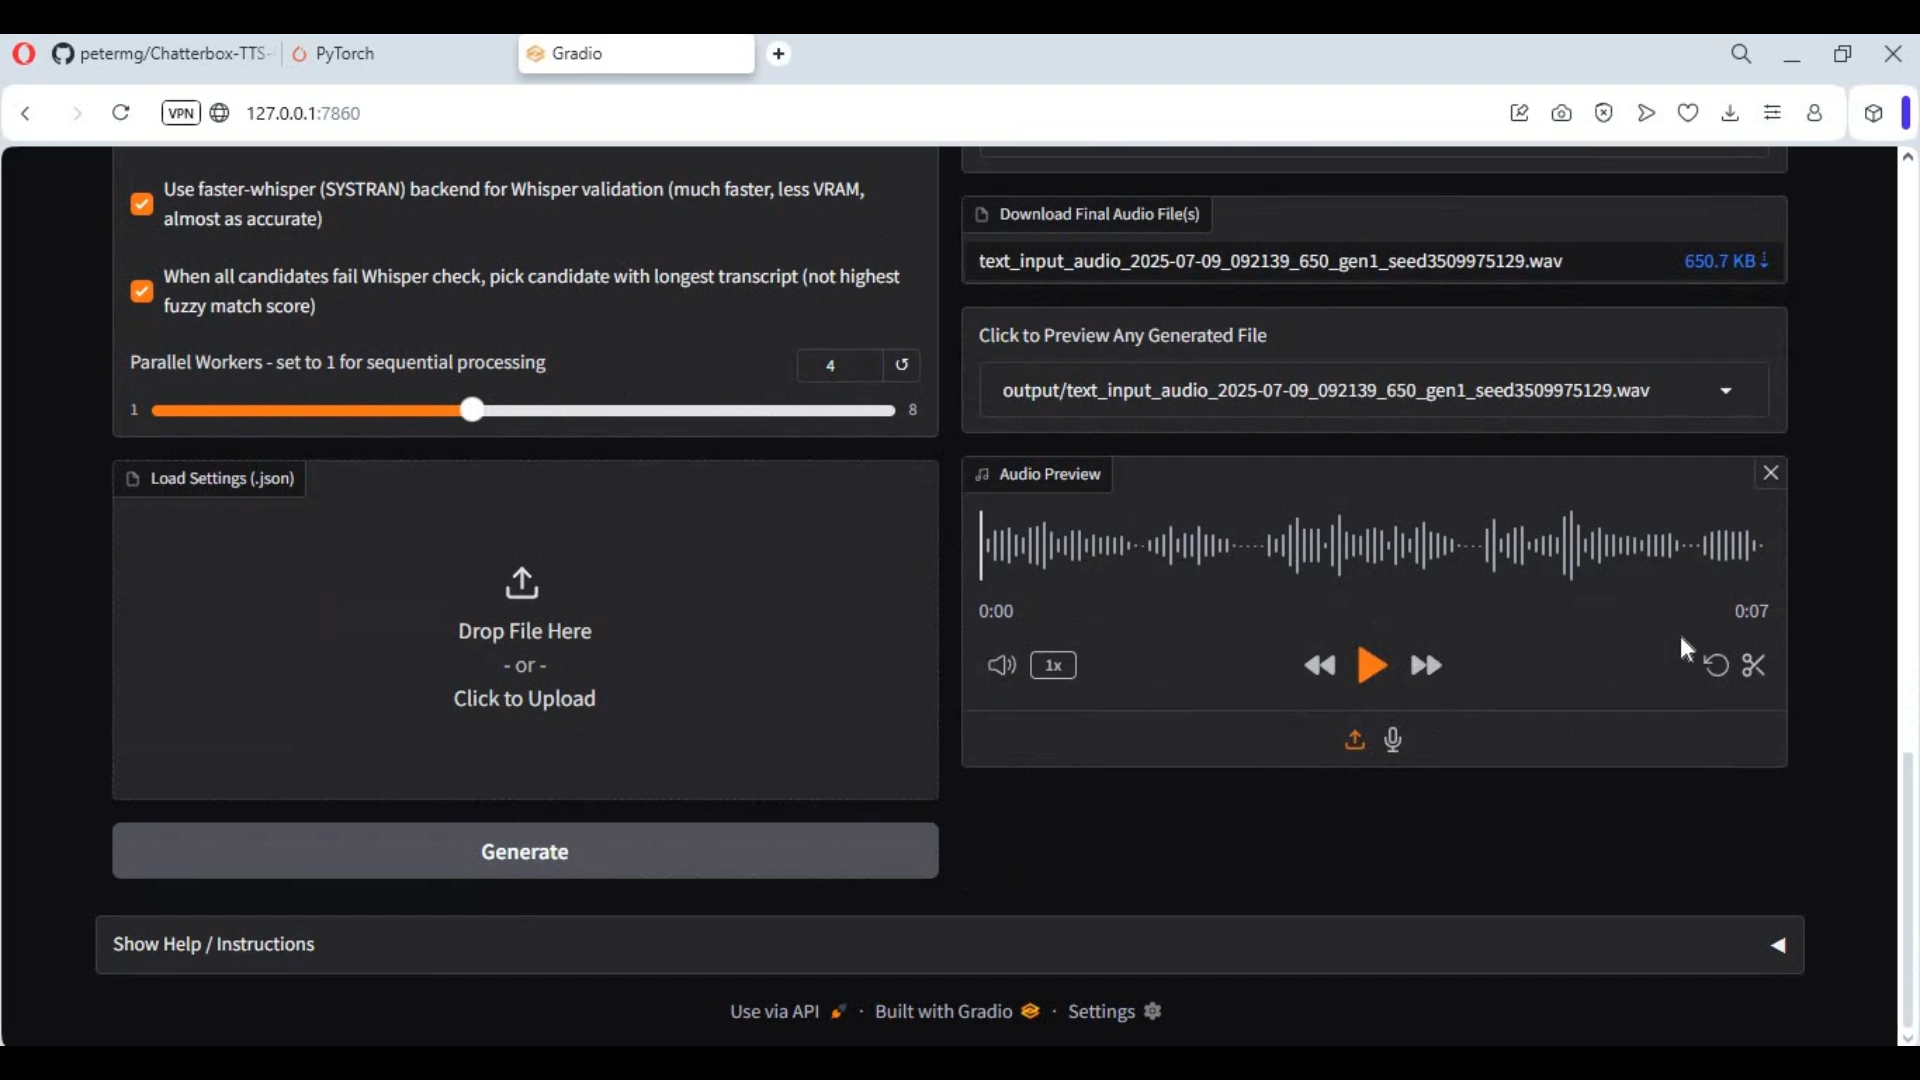 petermg/Chatterbox-TTS-
PyTorch
Gradio
VPN
127.0.0.1:7860
Use faster-whisper (SYSTRAN) backend for Whisper validation (much faster, less VRAM,
almost as accurate)
When all candidates fail Whisper check, pick candidate with longest transcript (not highest
fuzzy match score)
Parallel Workers - set to 1 for sequential processing
4
1
8
Load Settings (.json)
Drop File Here
- or -
Click to Upload
Generate
Download Final Audio File(s)
text_input_audio_2025-07-09_092139_650_gen1_seed3509975129.wav
650.7 KB ⇣
Click to Preview Any Generated File
output/text_input_audio_2025-07-09_092139_650_gen1_seed3509975129.wav
Audio Preview
0:00
0:07
1x
Show Help / Instructions
Use via API · Built with Gradio · Settings